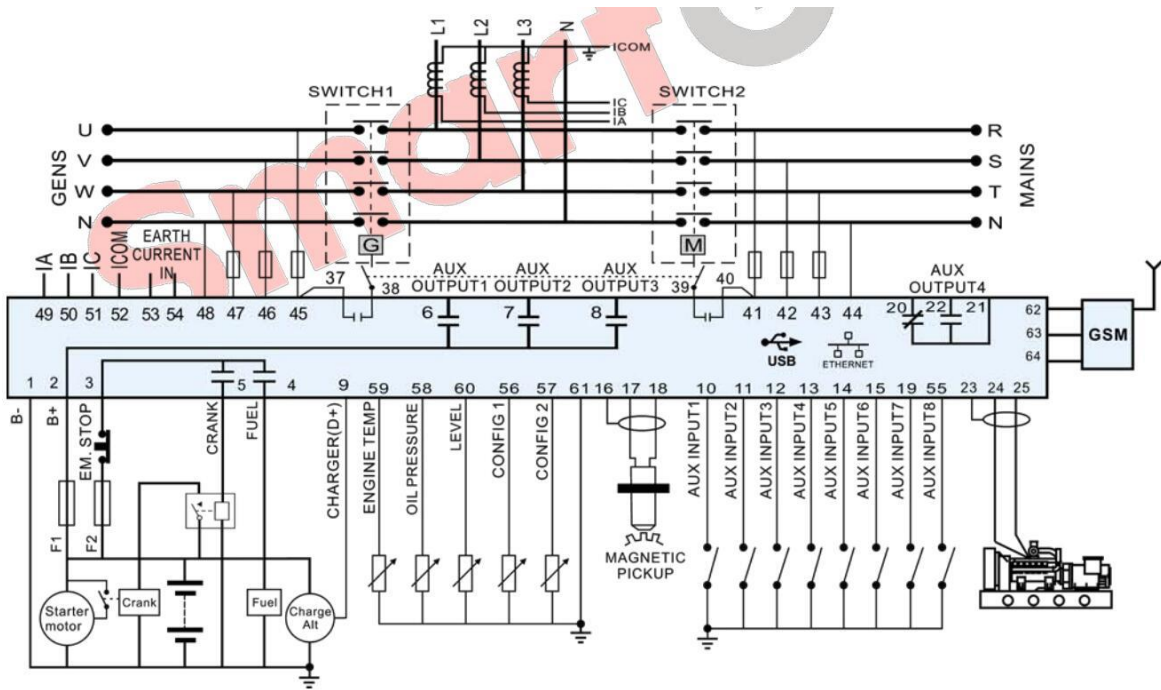 smart
L1 L2 L3 N
ICOM
SWITCH1
SWITCH2
IC
IB
IA
GENS
U
V
W
N
R
S
T
N
MAINS
G
M
IA
IB
IC
ICOM
EARTH
CURRENT
IN
37
38
AUX
OUTPUT1
AUX
OUTPUT2
AUX
OUTPUT3
39
40
AUX
OUTPUT4
49 50 51 52 53 54 48 47 46 45 6 7 8 41 42 43 44 20 22 21
62
63
64
GSM
USB
ETHERNET
1 2 3 5 4 9 59 58 60 56 57 61 16 17 18 10 11 12 13 14 15 19 55 23 24 25
B-
B+
EM. STOP
CRANK
FUEL
CHARGER(D+)
ENGINE TEMP
OIL PRESSURE
LEVEL
CONFIG 1
CONFIG 2
MAGNETIC
PICKUP
AUX INPUT1
AUX INPUT2
AUX INPUT3
AUX INPUT4
AUX INPUT5
AUX INPUT6
AUX INPUT7
AUX INPUT8
F1
F2
Starter
motor
Crank
Fuel
Charge
Alt